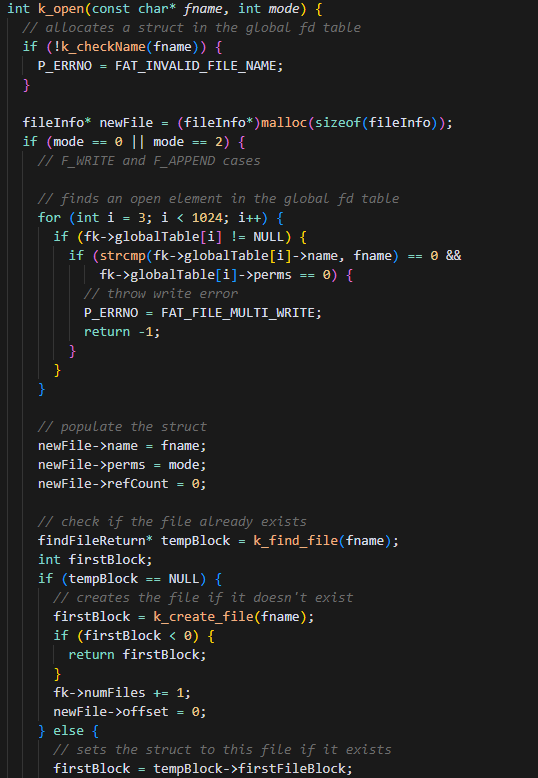 int k_open(const char* fname, int mode) {
  // allocates a struct in the global fd table
  if (!k_checkName(fname)) {
    P_ERRNO = FAT_INVALID_FILE_NAME;
  }

  fileInfo* newFile = (fileInfo*)malloc(sizeof(fileInfo));
  if (mode == 0 || mode == 2) {
    // F_WRITE and F_APPEND cases

    // finds an open element in the global fd table
    for (int i = 3; i < 1024; i++) {
      if (fk->globalTable[i] != NULL) {
        if (strcmp(fk->globalTable[i]->name, fname) == 0 &&
            fk->globalTable[i]->perms == 0) {
          // throw write error
          P_ERRNO = FAT_FILE_MULTI_WRITE;
          return -1;
        }
      }
    }

    // populate the struct
    newFile->name = fname;
    newFile->perms = mode;
    newFile->refCount = 0;

    // check if the file already exists
    findFileReturn* tempBlock = k_find_file(fname);
    int firstBlock;
    if (tempBlock == NULL) {
      // creates the file if it doesn't exist
      firstBlock = k_create_file(fname);
      if (firstBlock < 0) {
        return firstBlock;
      }
      fk->numFiles += 1;
      newFile->offset = 0;
    } else {
      // sets the struct to this file if it exists
      firstBlock = tempBlock->firstFileBlock;